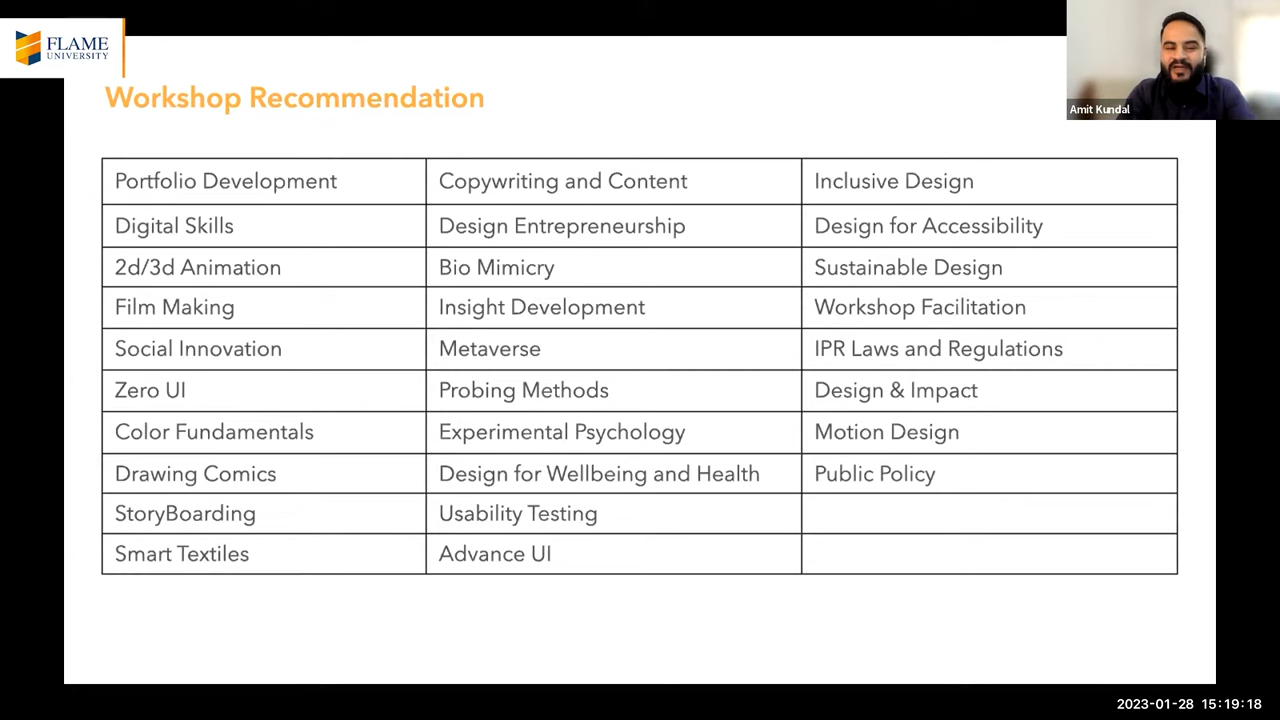 FLAME
UNIVERSITY
Amit Kundal
Workshop Recommendation
Portfolio Development Copywriting and Content Inclusive Design
Digital Skills Design Entrepreneurship Design for Accessibility
2d/3d Animation Bio Mimicry Sustainable Design
Film Making Insight Development Workshop Facilitation
Social Innovation Metaverse IPR Laws and Regulations
Zero UI Probing Methods Design & Impact
Color Fundamentals Experimental Psychology Motion Design
Drawing Comics Design for Wellbeing and Health Public Policy
StoryBoarding Usability Testing
Smart Textiles Advance UI
2023-01-28 15:19:18